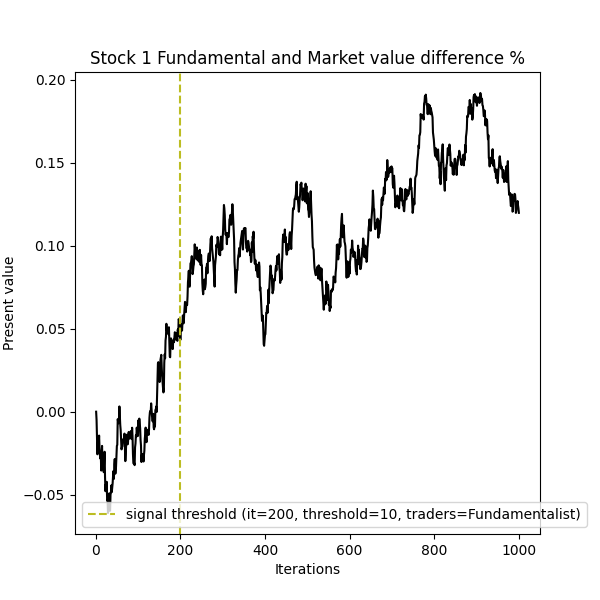 Stock 1 Fundamental and Market value difference %
0.20
0.15
0.10
0.05
0.00
−0.05
Present value
signal threshold (it=200, threshold=10, traders=Fundamentalist)
0 200 400 600 800 1000
Iterations